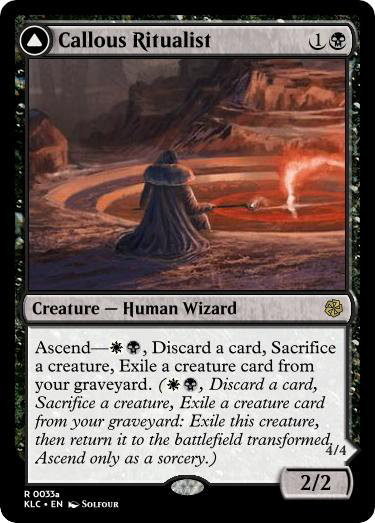 Callous Ritualist 1
Creature — Human Wizard
Ascend—, Discard a card, Sacrifice
a creature, Exile a creature card from
your graveyard. (, Discard a card,
Sacrifice a creature, Exile a creature card
from your graveyard: Exile this creature,
then return it to the battlefield transformed.
Ascend only as a sorcery.)
4/4
2/2
R 0033a
KLC • EN Solfour